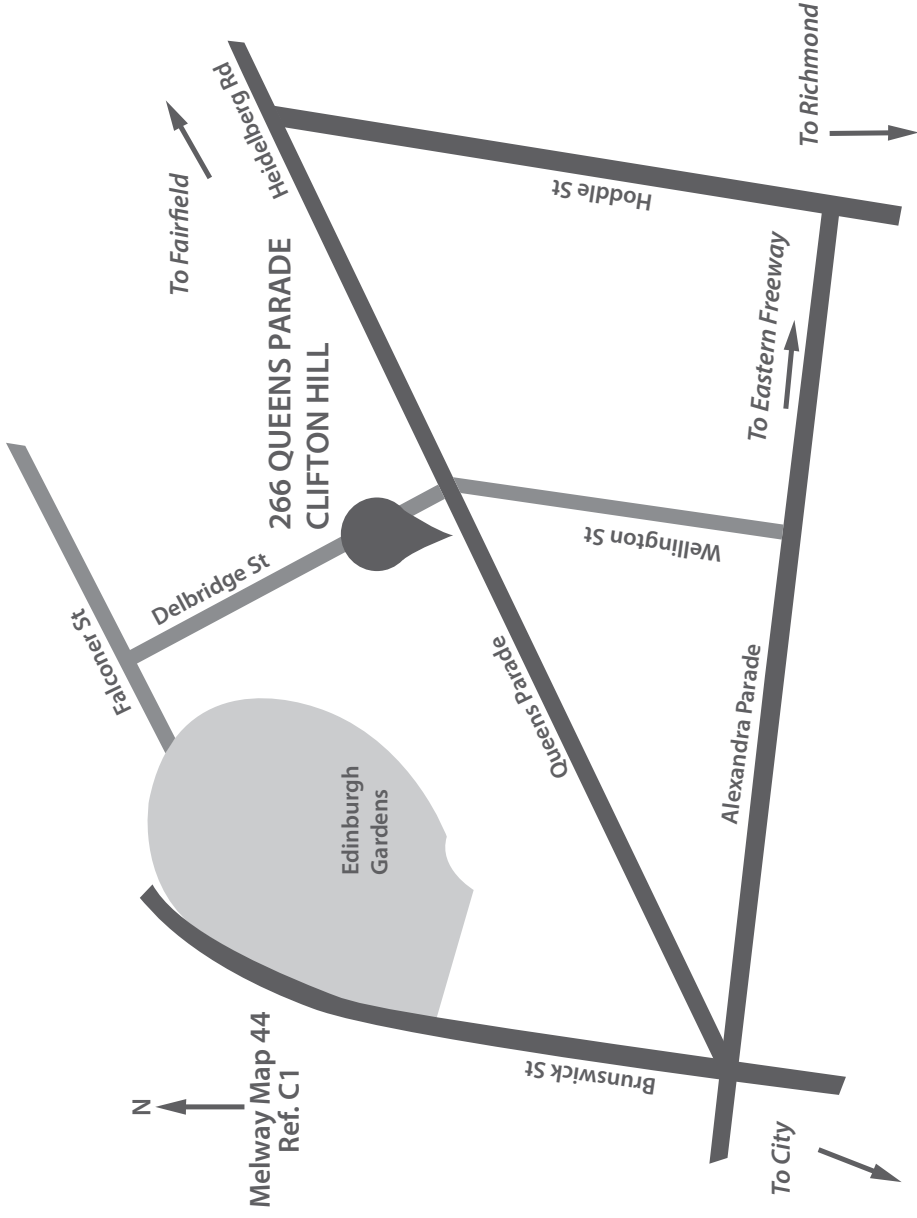 N
Melway Map 44
Ref. C1
Falconer St
Delbridge St
To Fairfield
Heidelberg Rd
266 QUEENS PARADE
CLIFTON HILL
Edinburgh
Gardens
Queens Parade
Brunswick St
Wellington St
Hoddle St
Alexandra Parade
To Eastern Freeway
To City
To Richmond